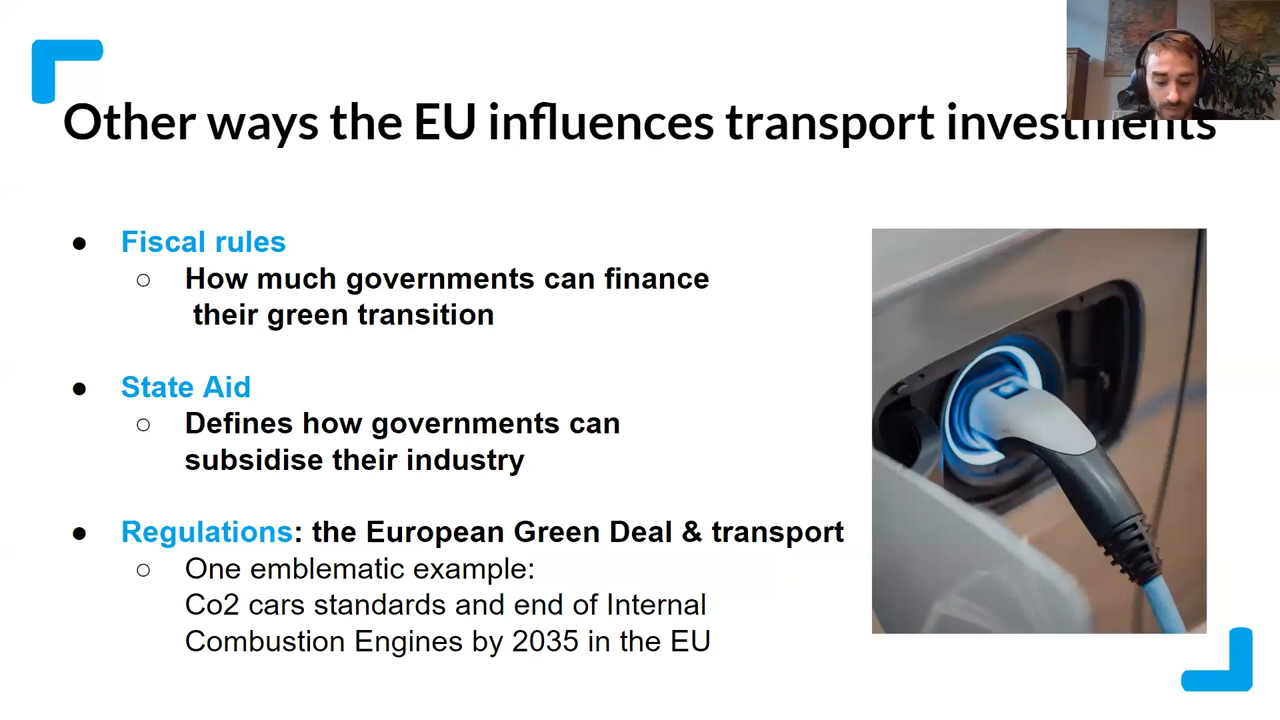 Other ways the EU influences transport investments
● Fiscal rules
○ How much governments can finance
their green transition
● State Aid
○ Defines how governments can
subsidise their industry
● Regulations: the European Green Deal & transport
○ One emblematic example:
Co2 cars standards and end of Internal
Combustion Engines by 2035 in the EU